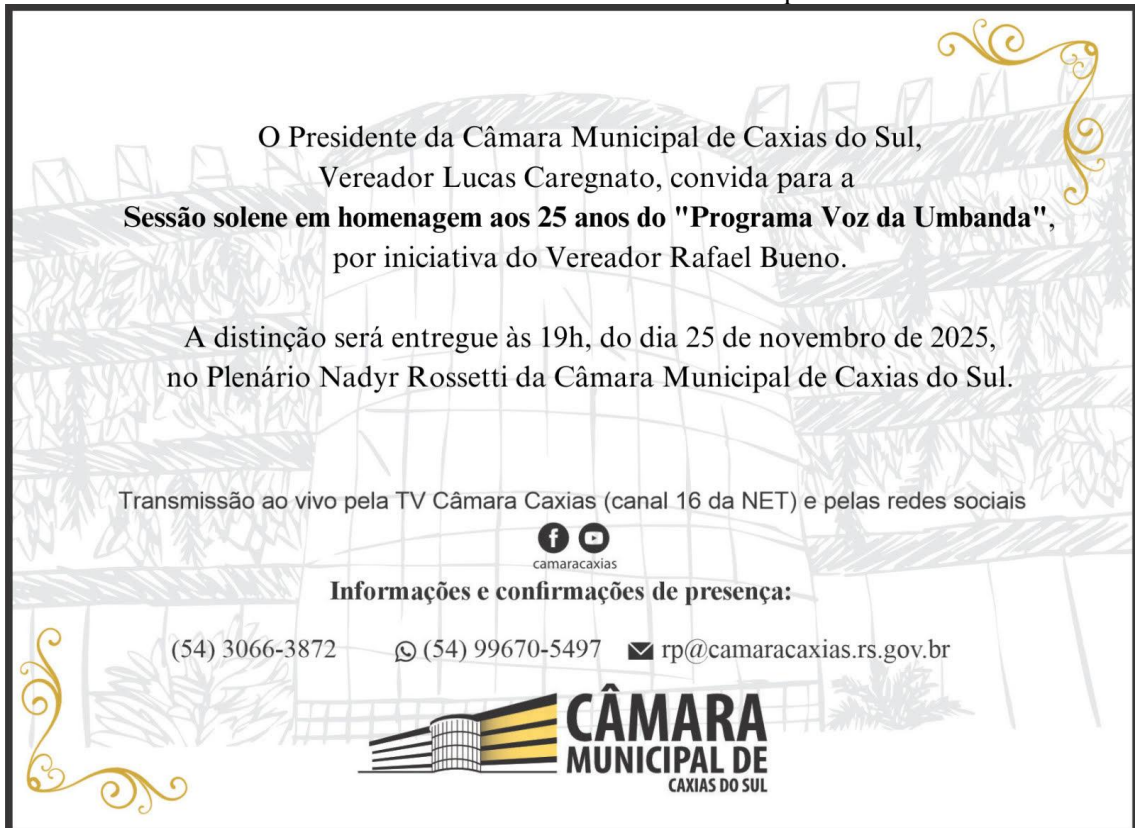 O Presidente da Câmara Municipal de Caxias do Sul,
Vereador Lucas Caregnato, convida para a
Sessão solene em homenagem aos 25 anos do "Programa Voz da Umbanda",
por iniciativa do Vereador Rafael Bueno.
A distinção será entregue às 19h, do dia 25 de novembro de 2025,
no Plenário Nadyr Rossetti da Câmara Municipal de Caxias do Sul.
Transmissão ao vivo pela TV Câmara Caxias (canal 16 da NET) e pelas redes sociais
camaracaxias
Informações e confirmações de presença:
(54) 3066-3872 (54) 99670-5497 rp@camaracaxias.rs.gov.br
CÂMARA
MUNICIPAL DE
CAXIAS DO SUL